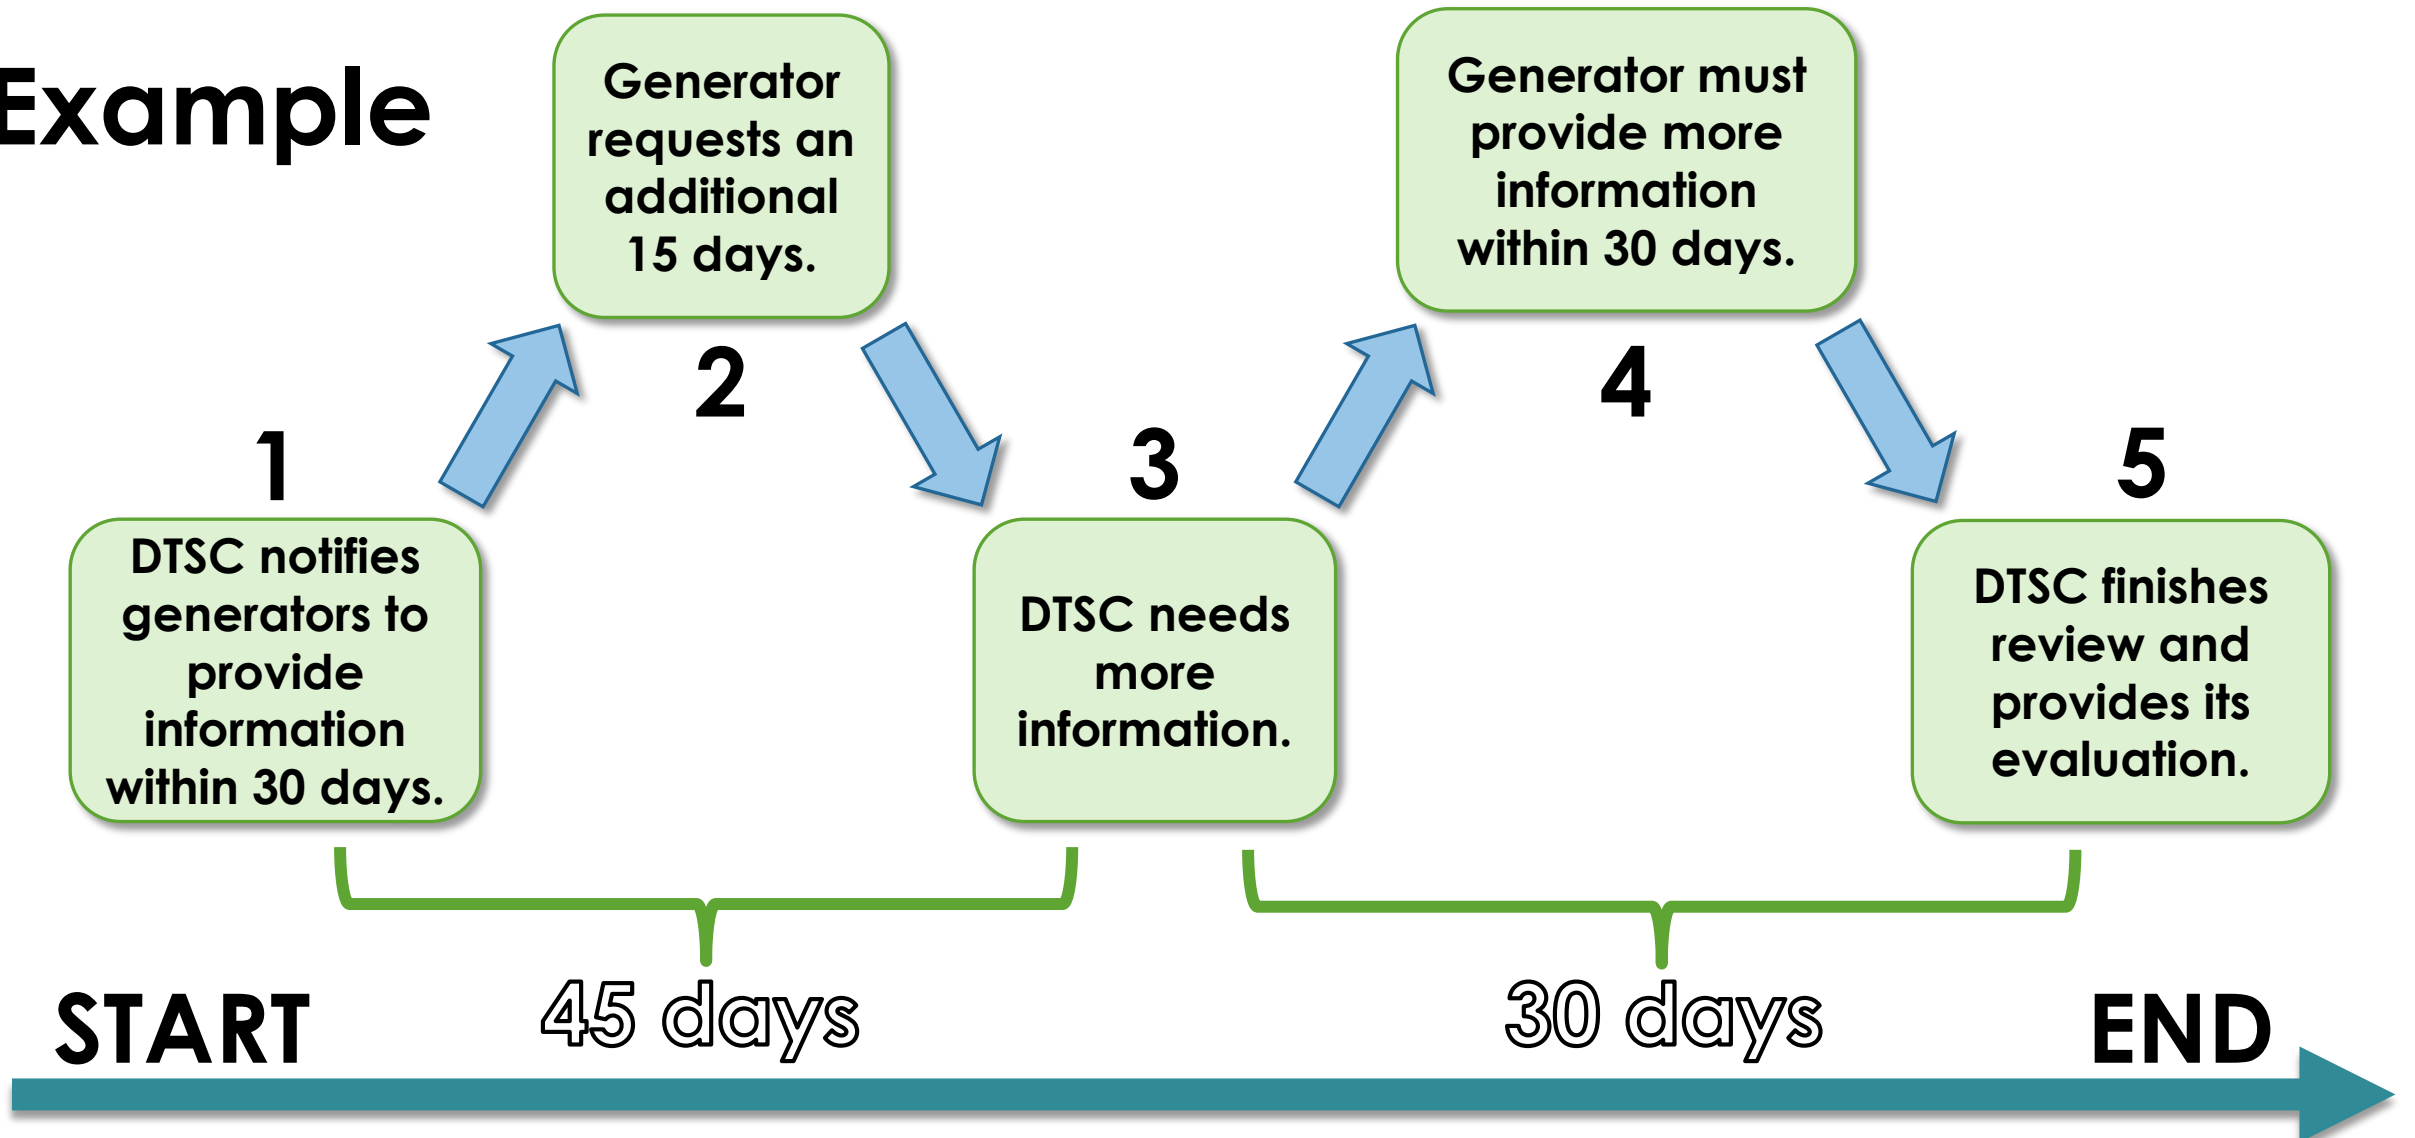 Example
1
DTSC notifies
generators to
provide
information
within 30 days.
Generator
requests an
additional
15 days.
2
3
DTSC needs
more
information.
Generator must
provide more
information
within 30 days.
4
5
DTSC finishes
review and
provides its
evaluation.
START
45 days
30 days
END